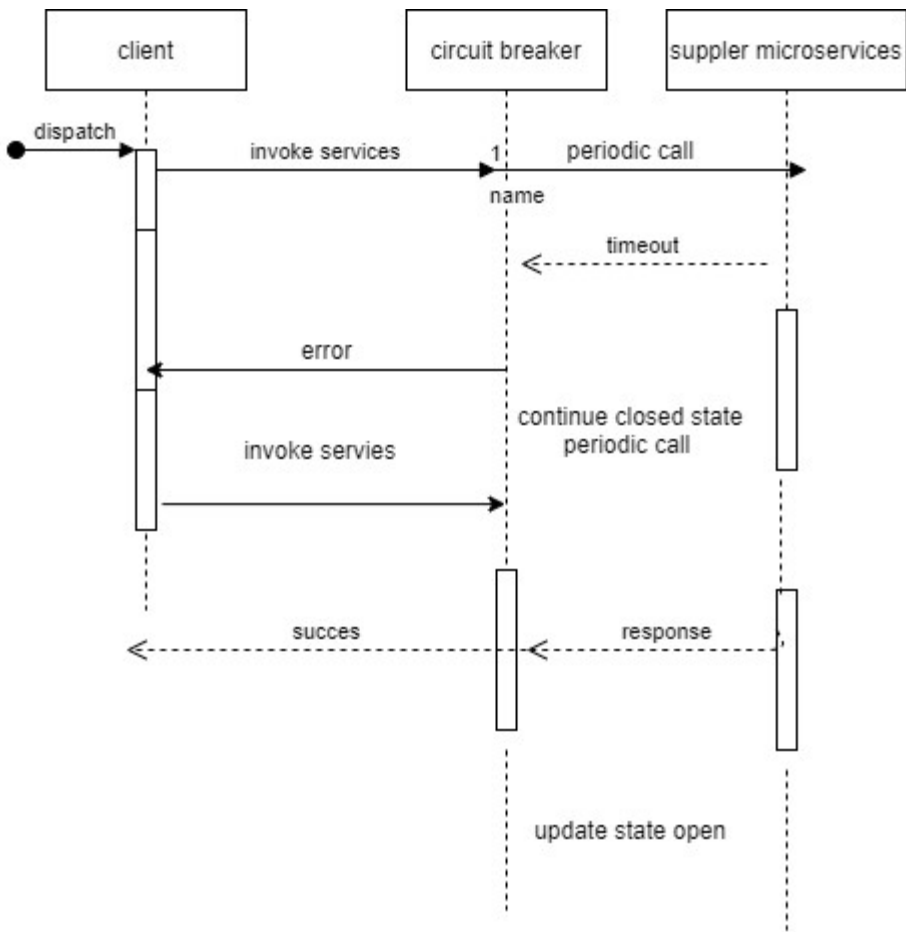 client
circuit breaker
suppler microservices
dispatch
invoke services
1
periodic call
name
timeout
error
continue closed state
periodic call
invoke servies
succes
response
;
update state open